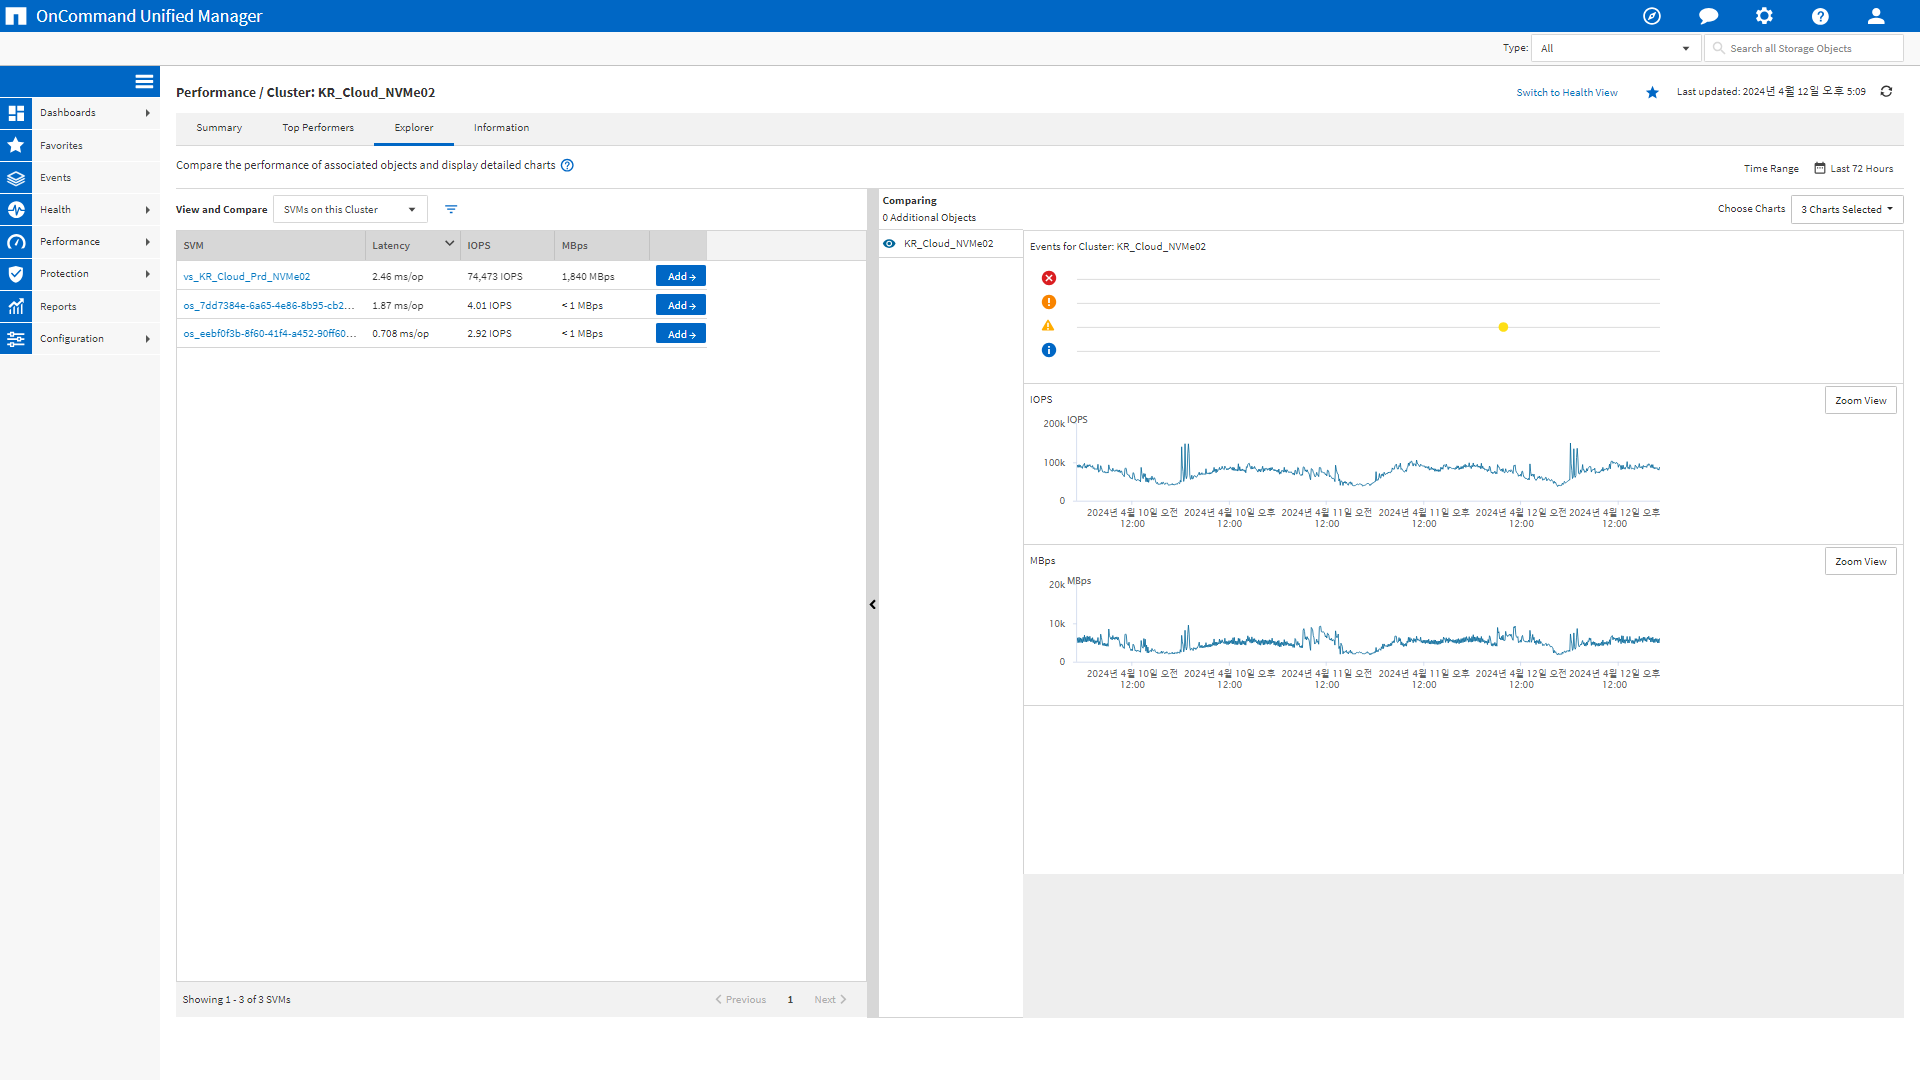 OnCommand Unified Manager
Type: All
Search all Storage Objects
Performance / Cluster: KR_Cloud_NVMe02
Switch to Health View
Last updated: 2024년 4월 12일 오후 5:09
Dashboards
Favorites
Events
Health
Performance
Protection
Reports
Configuration
Summary Top Performers Explorer Information
Compare the performance of associated objects and display detailed charts
Time Range Last 72 Hours
View and Compare SVMs on this Cluster
SVM Latency IOPS MBps
vs_KR_Cloud_Prd_NVMe02 2.46 ms/op 74,473 IOPS 1,840 MBps Add →
os_7dd7384e-6a65-4e86-8b95-cb2... 1.87 ms/op 4.01 IOPS < 1 MBps Add →
os_eebf0f3b-8f60-41f4-a452-90ff60... 0.708 ms/op 2.92 IOPS < 1 MBps Add →
Showing 1 - 3 of 3 SVMs
Previous 1 Next
Comparing
0 Additional Objects
KR_Cloud_NVMe02
Choose Charts 3 Charts Selected
Events for Cluster: KR_Cloud_NVMe02
IOPS
Zoom View
IOPS
200k
100k
0
2024년 4월 10일 오전 2024년 4월 10일 오후 2024년 4월 11일 오전 2024년 4월 11일 오후 2024년 4월 12일 오전 2024년 4월 12일 오후
12:00 12:00 12:00 12:00 12:00 12:00
MBps
Zoom View
MBps
20k
10k
0
2024년 4월 10일 오전 2024년 4월 10일 오후 2024년 4월 11일 오전 2024년 4월 11일 오후 2024년 4월 12일 오전 2024년 4월 12일 오후
12:00 12:00 12:00 12:00 12:00 12:00